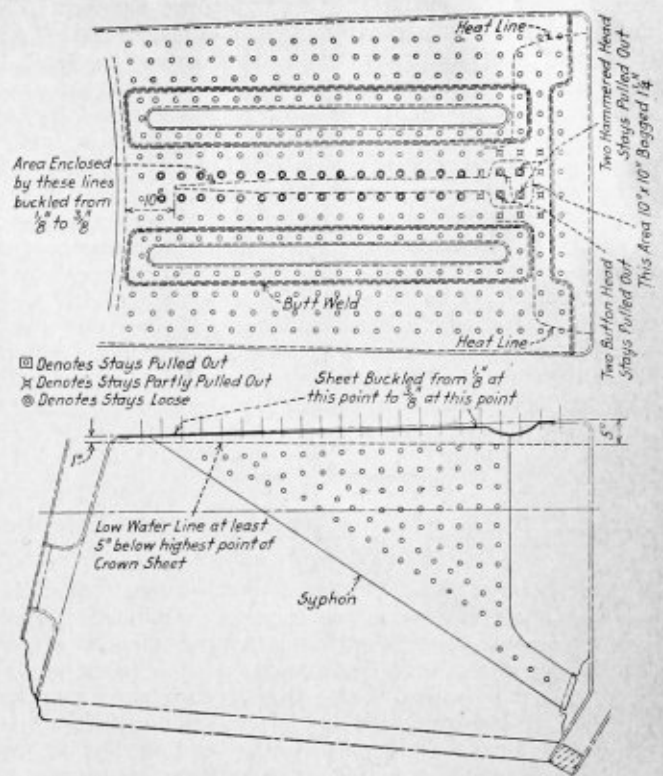 Heat Line
Two Hammered Head
Stays Pulled Out
This Area 10"x 10" Bagged 1¼"
Area Enclosed
by these lines
buckled from
⅛" to ⅜"
10"
Butt Weld
Heat Line
Two Button Head
Stays Pulled Out
Denotes Stays Pulled Out
Denotes Stays Partly Pulled Out
Denotes Stays Loose
Sheet Buckled from ⅛" at
this point to ⅜" at this point
5"
1"
Low Water Line at least
5" below highest point of
Crown Sheet
Syphon